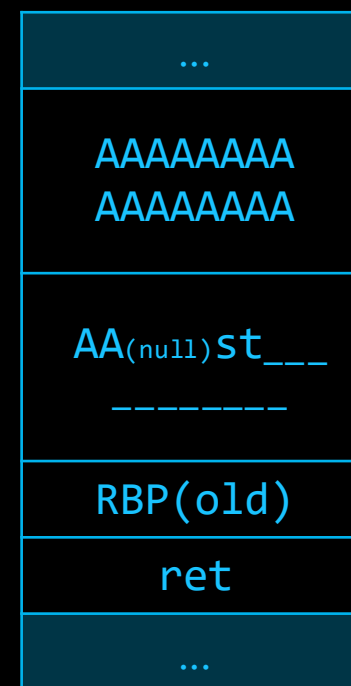 ...
AAAAAAAA
AAAAAAAA
AA(null)st___
________
RBP(old)
ret
...